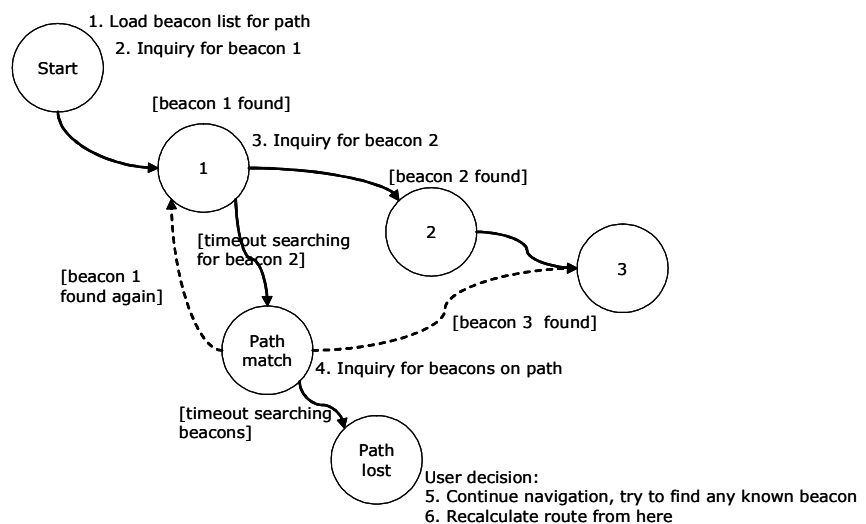 1. Load beacon list for path
2. Inquiry for beacon 1
Start
[beacon 1 found]
3. Inquiry for beacon 2
1
[beacon 2 found]
2
[timeout searching
for beacon 2]
3
[beacon 1
found again]
[beacon 3  found]
Path
match
4. Inquiry for beacons on path
[timeout searching
beacons]
Path
lost
User decision:
5. Continue navigation, try to find any known beacon
6. Recalculate route from here